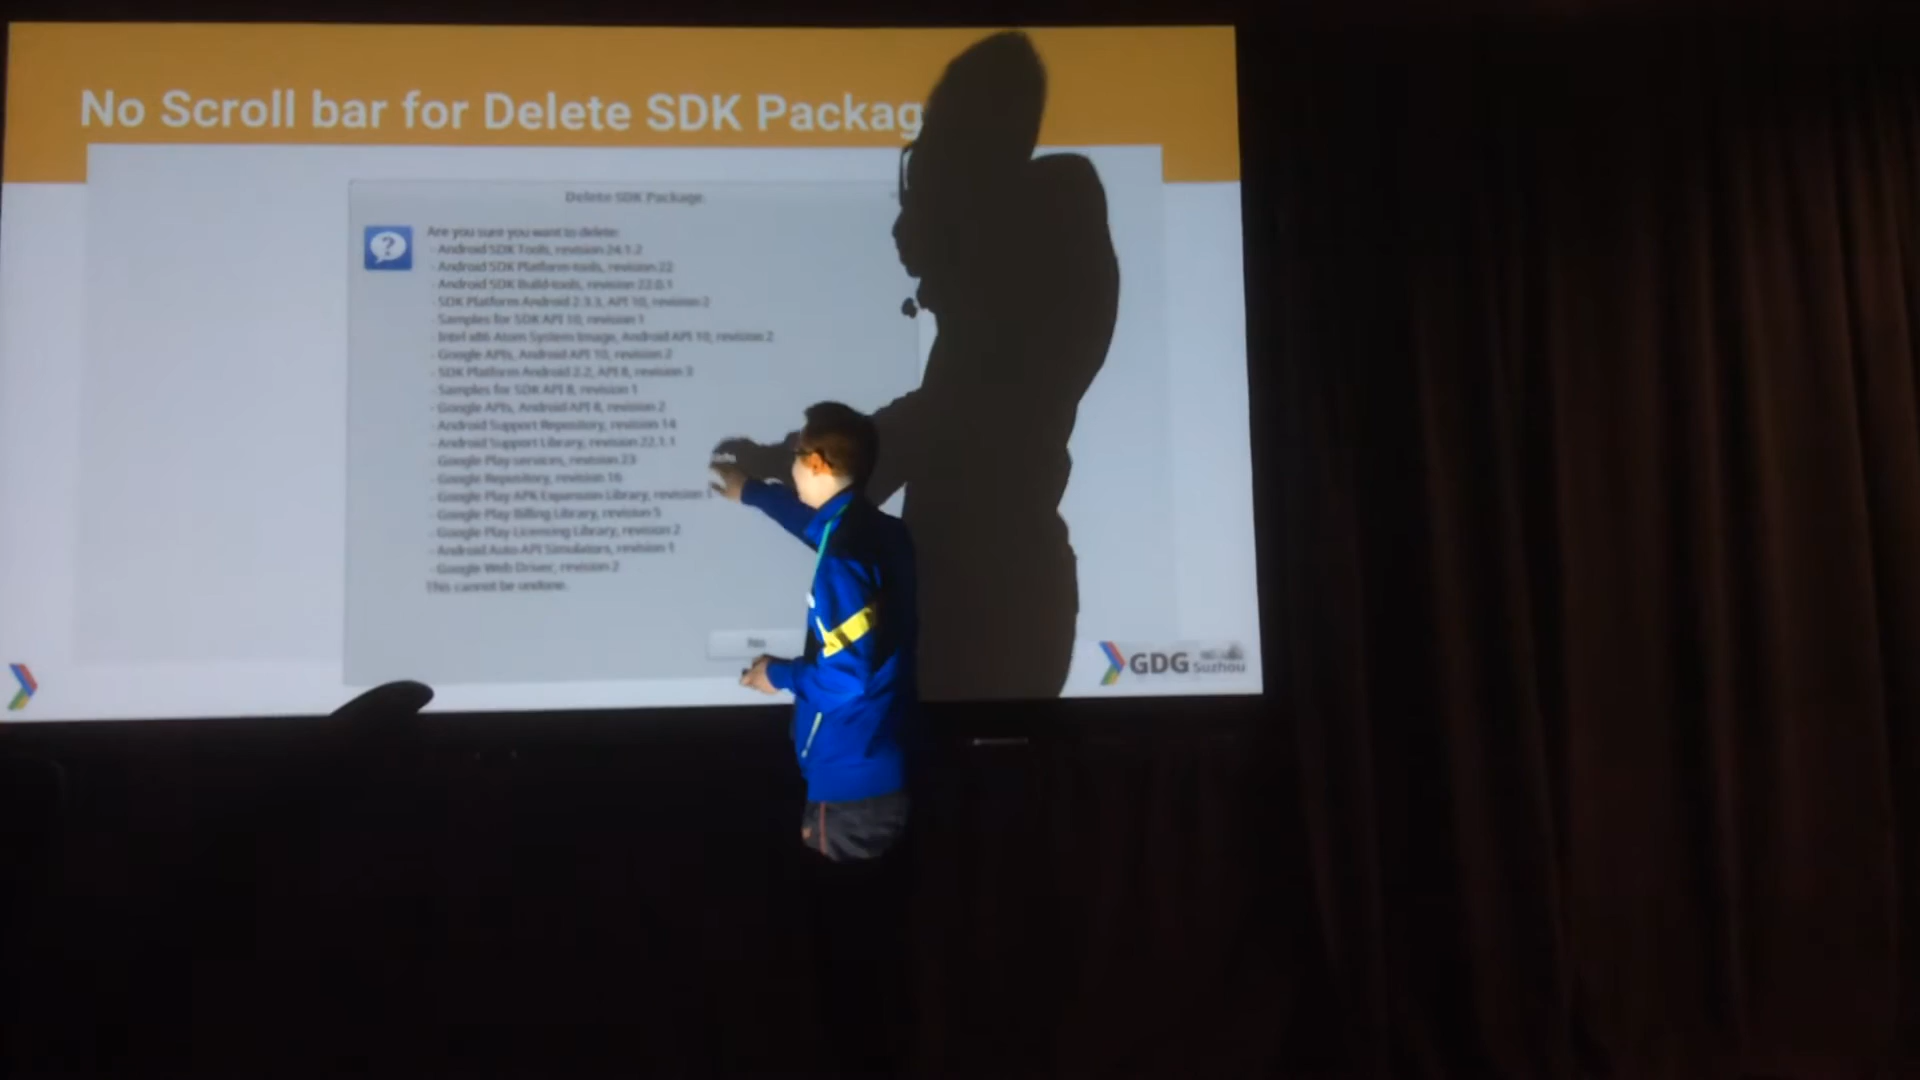 No Scroll bar for Delete SDK Packag
Delete SDK Package
Are you sure you want to delete:
- Android SDK Tools, revision 24.1.2
- Android SDK Platform-tools, revision 22
- Android SDK Build-tools, revision 22.0.1
- SDK Platform Android 2.3.3, API 10, revision 2
- Samples for SDK API 10, revision 1
- Intel x86 Atom System Image, Android API 10, revision 2
- Google APIs, Android API 10, revision 2
- SDK Platform Android 2.2, API 8, revision 3
- Samples for SDK API 8, revision 1
- Google APIs, Android API 8, revision 2
- Android Support Repository, revision 14
- Android Support Library, revision 22.1.1
- Google Play services, revision 23
- Google Repository, revision 16
- Google Play APK Expansion Library, revision
- Google Play Billing Library, revision 5
- Google Play Licensing Library, revision 2
- Android Auto API Simulators, revision 1
- Google Web Driver, revision 2
This cannot be undone.
No
GDG Suzhou